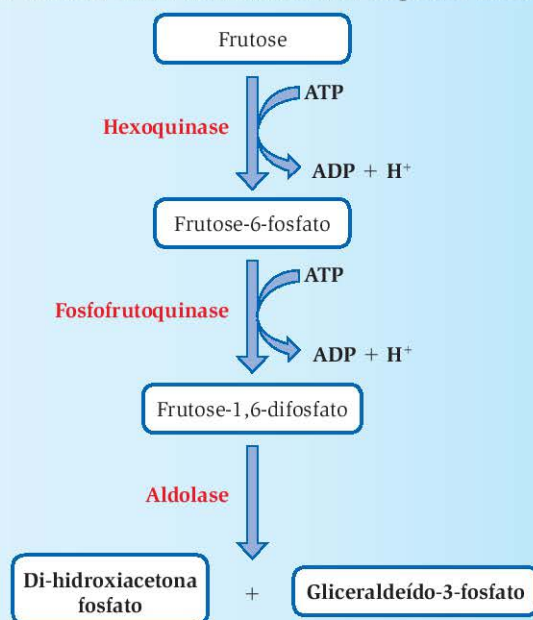 Frutose
ATP
Hexoquinase
ADP + H⁺
Frutose-6-fosfato
ATP
Fosfofrutoquinase
ADP + H⁺
Frutose-1,6-difosfato
Aldolase
Di-hidroxiacetona
fosfato
+
Gliceraldeído-3-fosfato